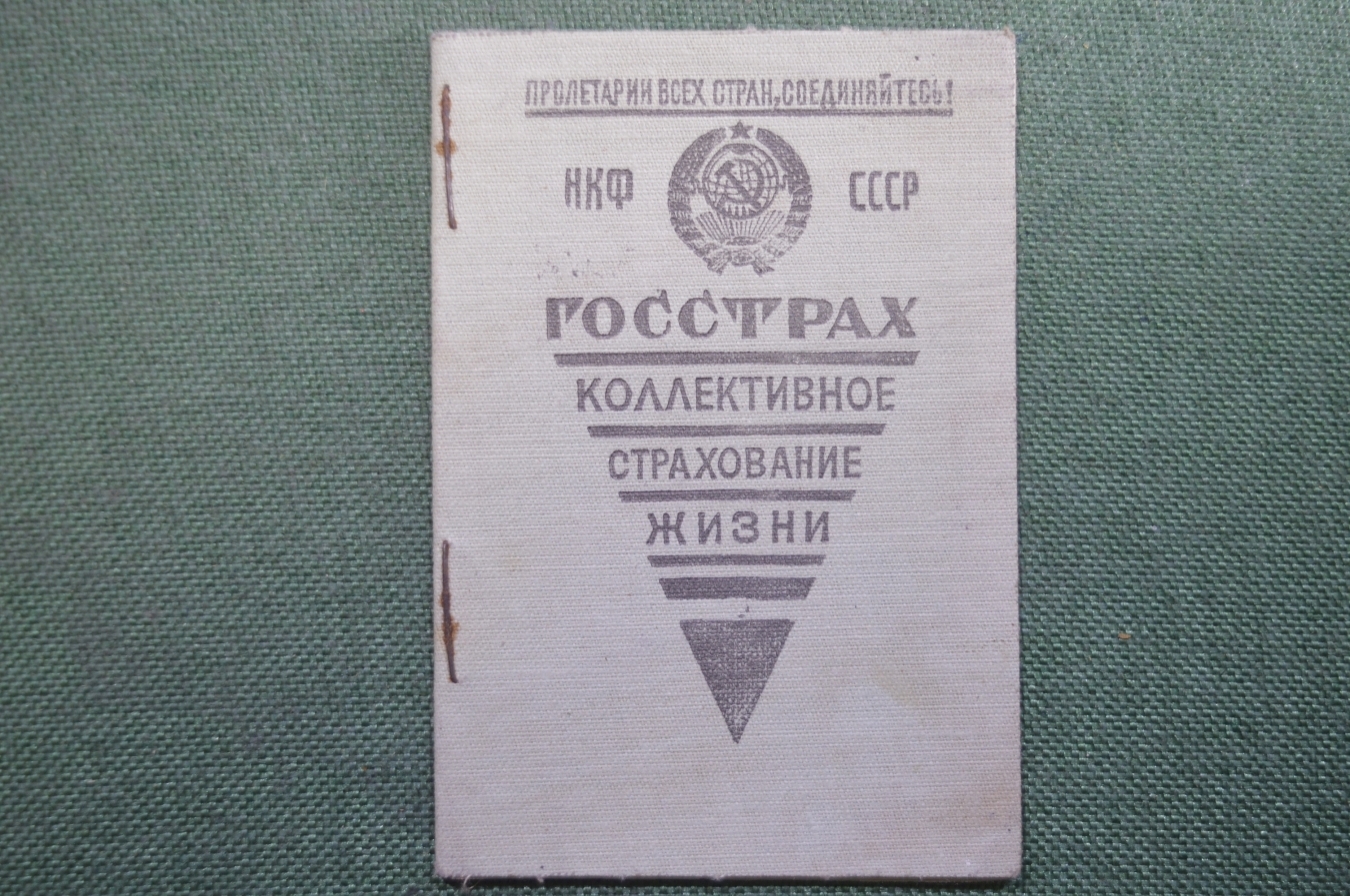 ПРОЛЕТАРИИ ВСЕХ СТРАН, СОЕДИНЯЙТЕСЬ!
НКФ СССР
ГОССТРАХ
КОЛЛЕКТИВНОЕ
СТРАХОВАНИЕ
ЖИЗНИ